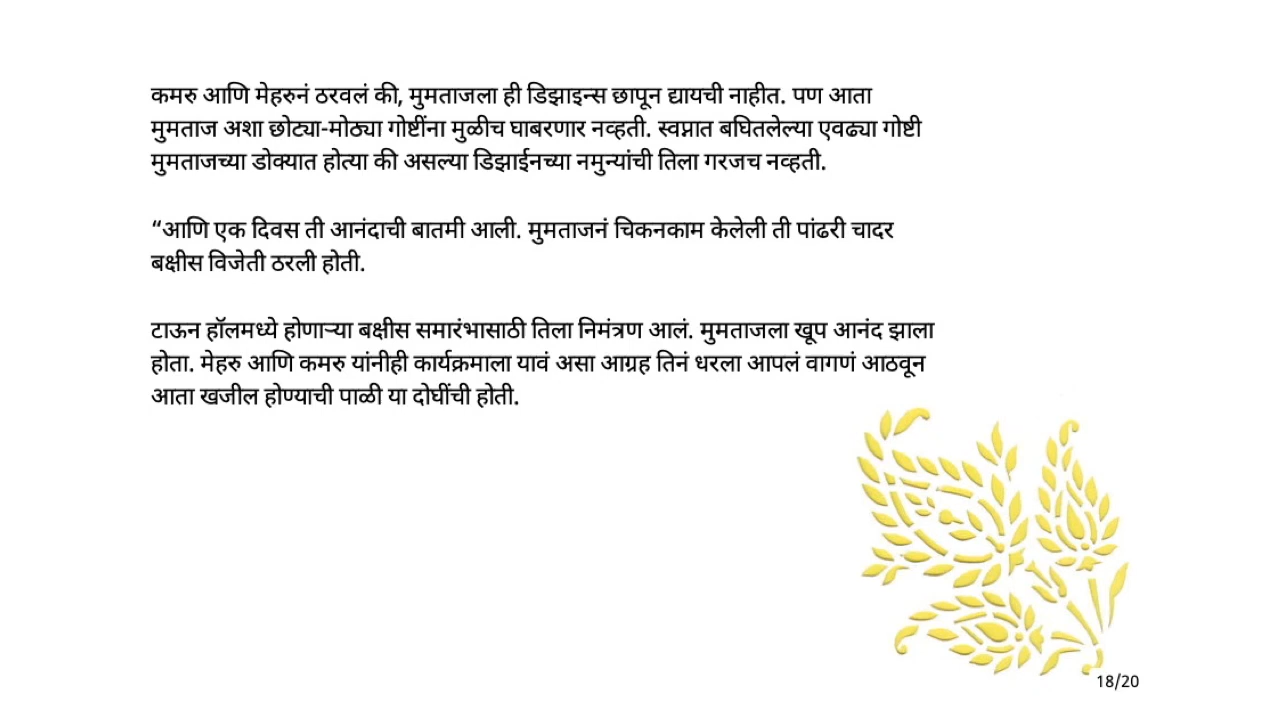 कमरु आणि मेहरुनं ठरवलं की, मुमताजला ही डिझाइन्स छापून द्यायची नाहीत. पण आता
मुमताज अशा छोट्या-मोठ्या गोष्टींना मुळीच घाबरणार नव्हती. स्वप्नात बघितलेल्या एवढ्या गोष्टी
मुमताजच्या डोक्यात होत्या की असल्या डिझाईनच्या नमुन्यांची तिला गरजच नव्हती.
“आणि एक दिवस ती आनंदाची बातमी आली. मुमताजनं चिकनकाम केलेली ती पांढरी चादर
बक्षीस विजेती ठरली होती.
टाऊन हॉलमध्ये होणाऱ्या बक्षीस समारंभासाठी तिला निमंत्रण आलं. मुमताजला खूप आनंद झाला
होता. मेहरु आणि कमरु यांनीही कार्यक्रमाला यावं असा आग्रह तिनं धरला आपलं वागणं आठवून
आता खजील होण्याची पाळी या दोघींची होती.
18/20